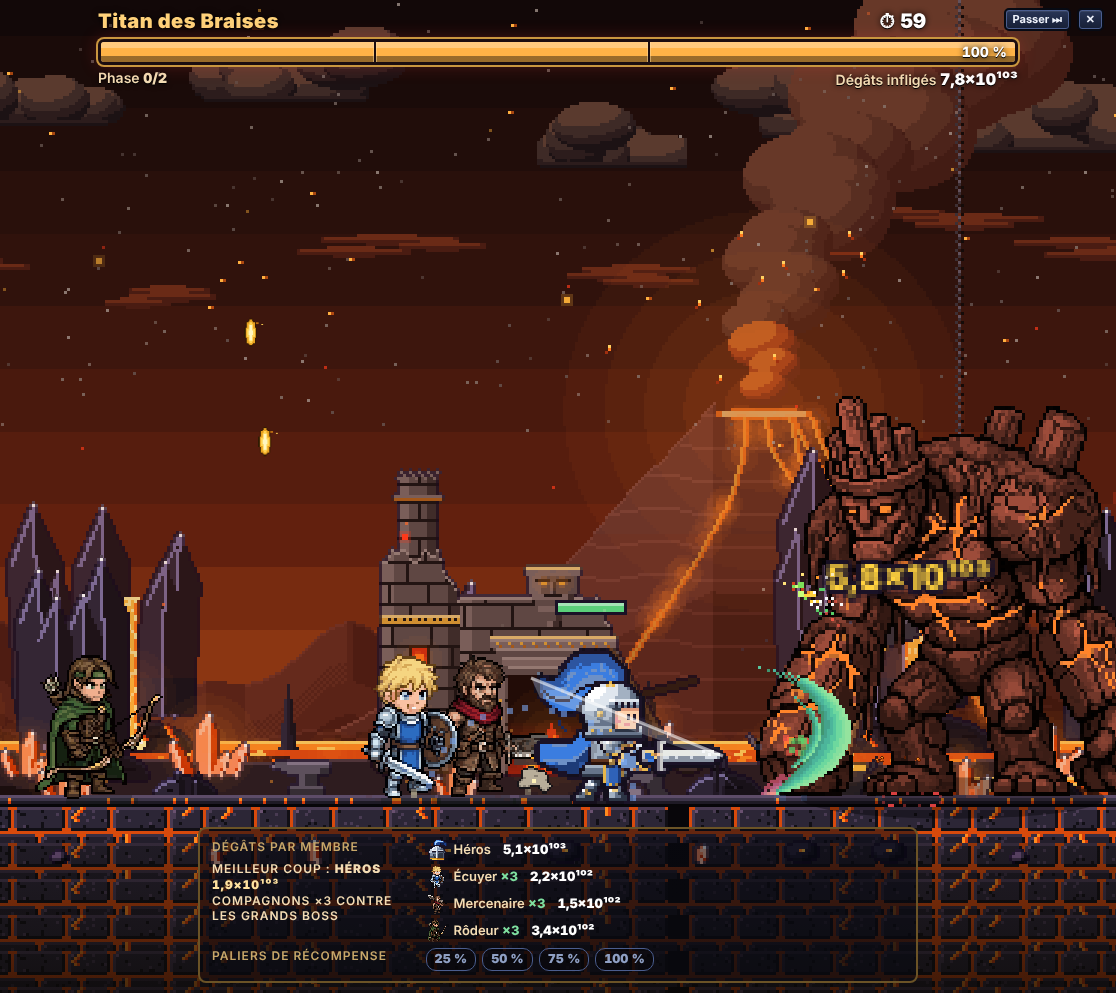 Titan des Braises
⏱ 59
Passer ⏭ ✕
100 %
Phase 0/2
Dégâts infligés 7,8×10¹⁰³
5,8×10¹⁰³
DÉGÂTS PAR MEMBRE
MEILLEUR COUP : HÉROS
1,9×10¹⁰³
COMPAGNONS ×3 CONTRE
LES GRANDS BOSS
Héros 5,1×10¹⁰³
Écuyer ×3 2,2×10¹⁰²
Mercenaire ×3 1,5×10¹⁰²
Rôdeur ×3 3,4×10¹⁰²
PALIERS DE RÉCOMPENSE
25 % 50 % 75 % 100 %